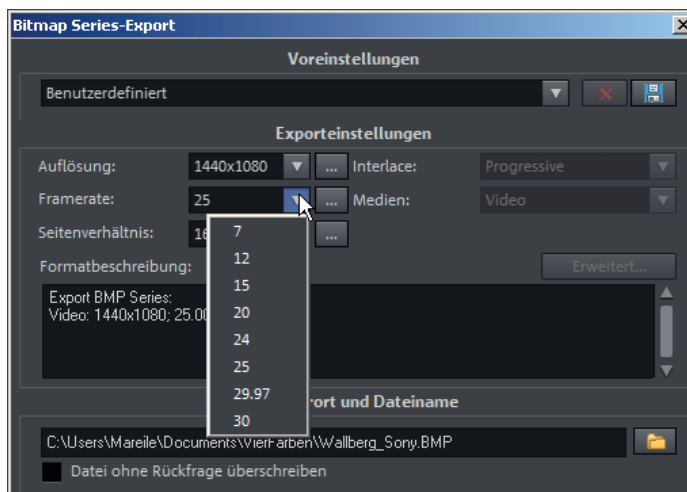 Bitmap Series-Export
Voreinstellungen
Benutzerdefiniert
Exporteinstellungen
Auflösung: 1440x1080 ... Interlace: Progressive
Framerate: 25 ... Medien: Video
Seitenverhältnis: 16 ...
7
12
15
20
24
25
29.97
30
Formatbeschreibung: Erweitert...
Export BMP Series:
Video: 1440x1080; 25.00
und Dateiname
C:\Users\Mareile\Documents\VierFarben\Wallberg_Sony.BMP
Datei ohne Rückfrage überschreiben